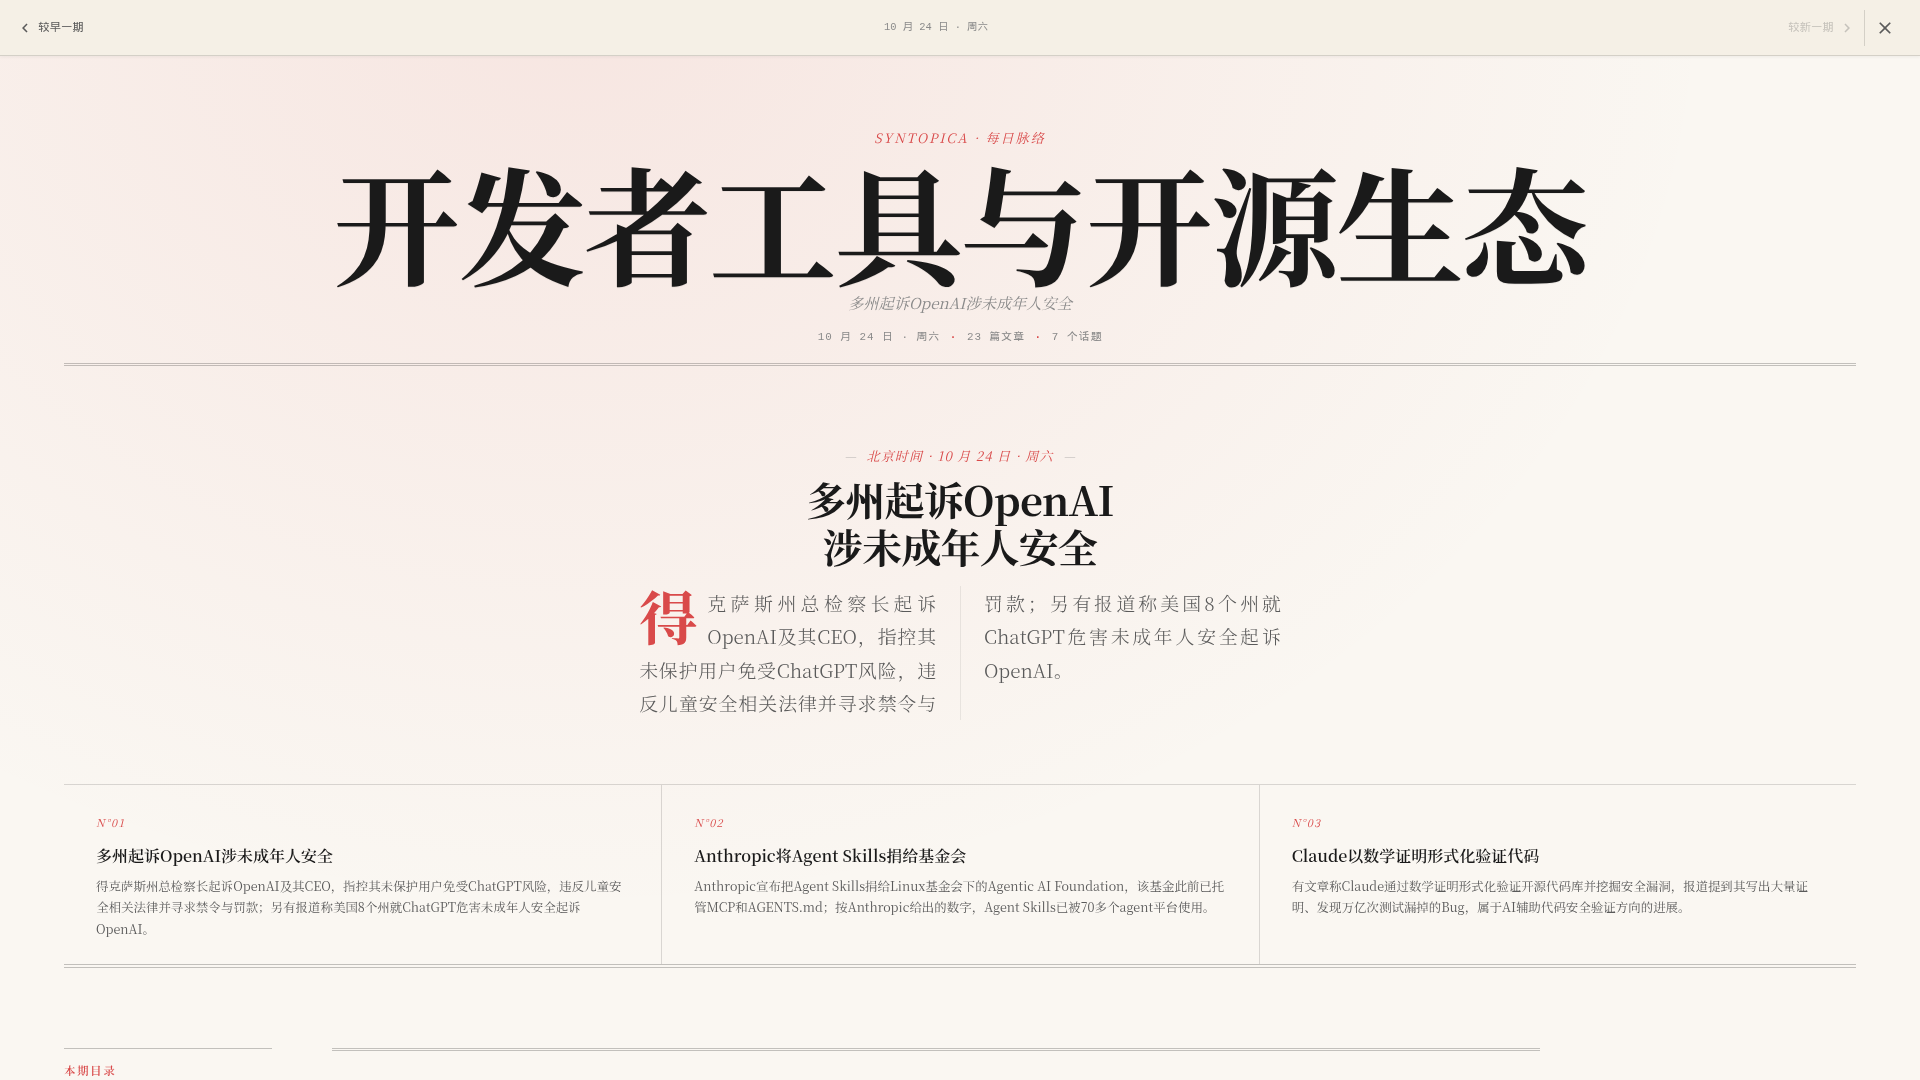 较早一期
10 月 24 日 · 周六
较新一期
SYNTOPICA · 每日脉络
开发者工具与开源生态
多州起诉OpenAI涉未成年人安全
10 月 24 日 · 周六 · 23 篇文章 · 7 个话题
— 北京时间 · 10 月 24 日 · 周六 —
多州起诉OpenAI
涉未成年人安全
得克萨斯州总检察长起诉
OpenAI及其CEO，指控其
未保护用户免受ChatGPT风险，违
反儿童安全相关法律并寻求禁令与
罚款；另有报道称美国8个州就
ChatGPT危害未成年人安全起诉
OpenAI。
N°01
多州起诉OpenAI涉未成年人安全
得克萨斯州总检察长起诉OpenAI及其CEO，指控其未保护用户免受ChatGPT风险，违反儿童安
全相关法律并寻求禁令与罚款；另有报道称美国8个州就ChatGPT危害未成年人安全起诉
OpenAI。
N°02
Anthropic将Agent Skills捐给基金会
Anthropic宣布把Agent Skills捐给Linux基金会下的Agentic AI Foundation，该基金此前已托
管MCP和AGENTS.md；按Anthropic给出的数字，Agent Skills已被70多个agent平台使用。
N°03
Claude以数学证明形式化验证代码
有文章称Claude通过数学证明形式化验证开源代码库并挖掘安全漏洞，报道提到其写出大量证
明、发现万亿次测试漏掉的Bug，属于AI辅助代码安全验证方向的进展。
本期目录